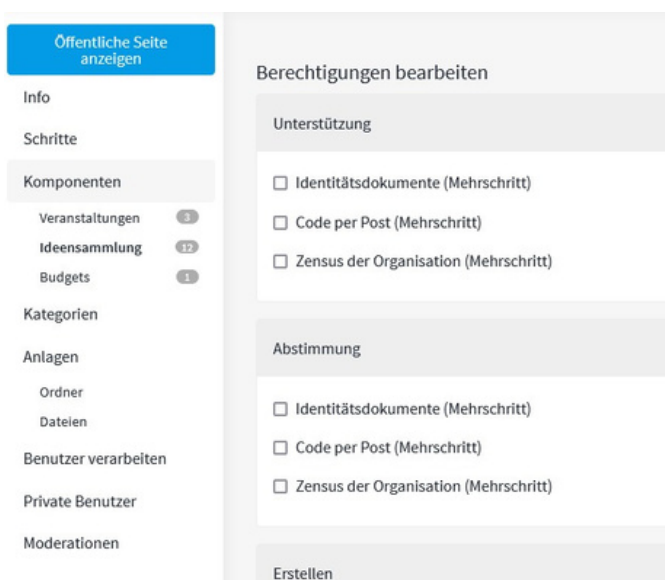 Öffentliche Seite
anzeigen
Info
Schritte
Komponenten
Veranstaltungen 3
Ideensammlung 12
Budgets 1
Kategorien
Anlagen
Ordner
Dateien
Benutzer verarbeiten
Private Benutzer
Moderationen
Berechtigungen bearbeiten
Unterstützung
Identitätsdokumente (Mehrschritt)
Code per Post (Mehrschritt)
Zensus der Organisation (Mehrschritt)
Abstimmung
Identitätsdokumente (Mehrschritt)
Code per Post (Mehrschritt)
Zensus der Organisation (Mehrschritt)
Erstellen